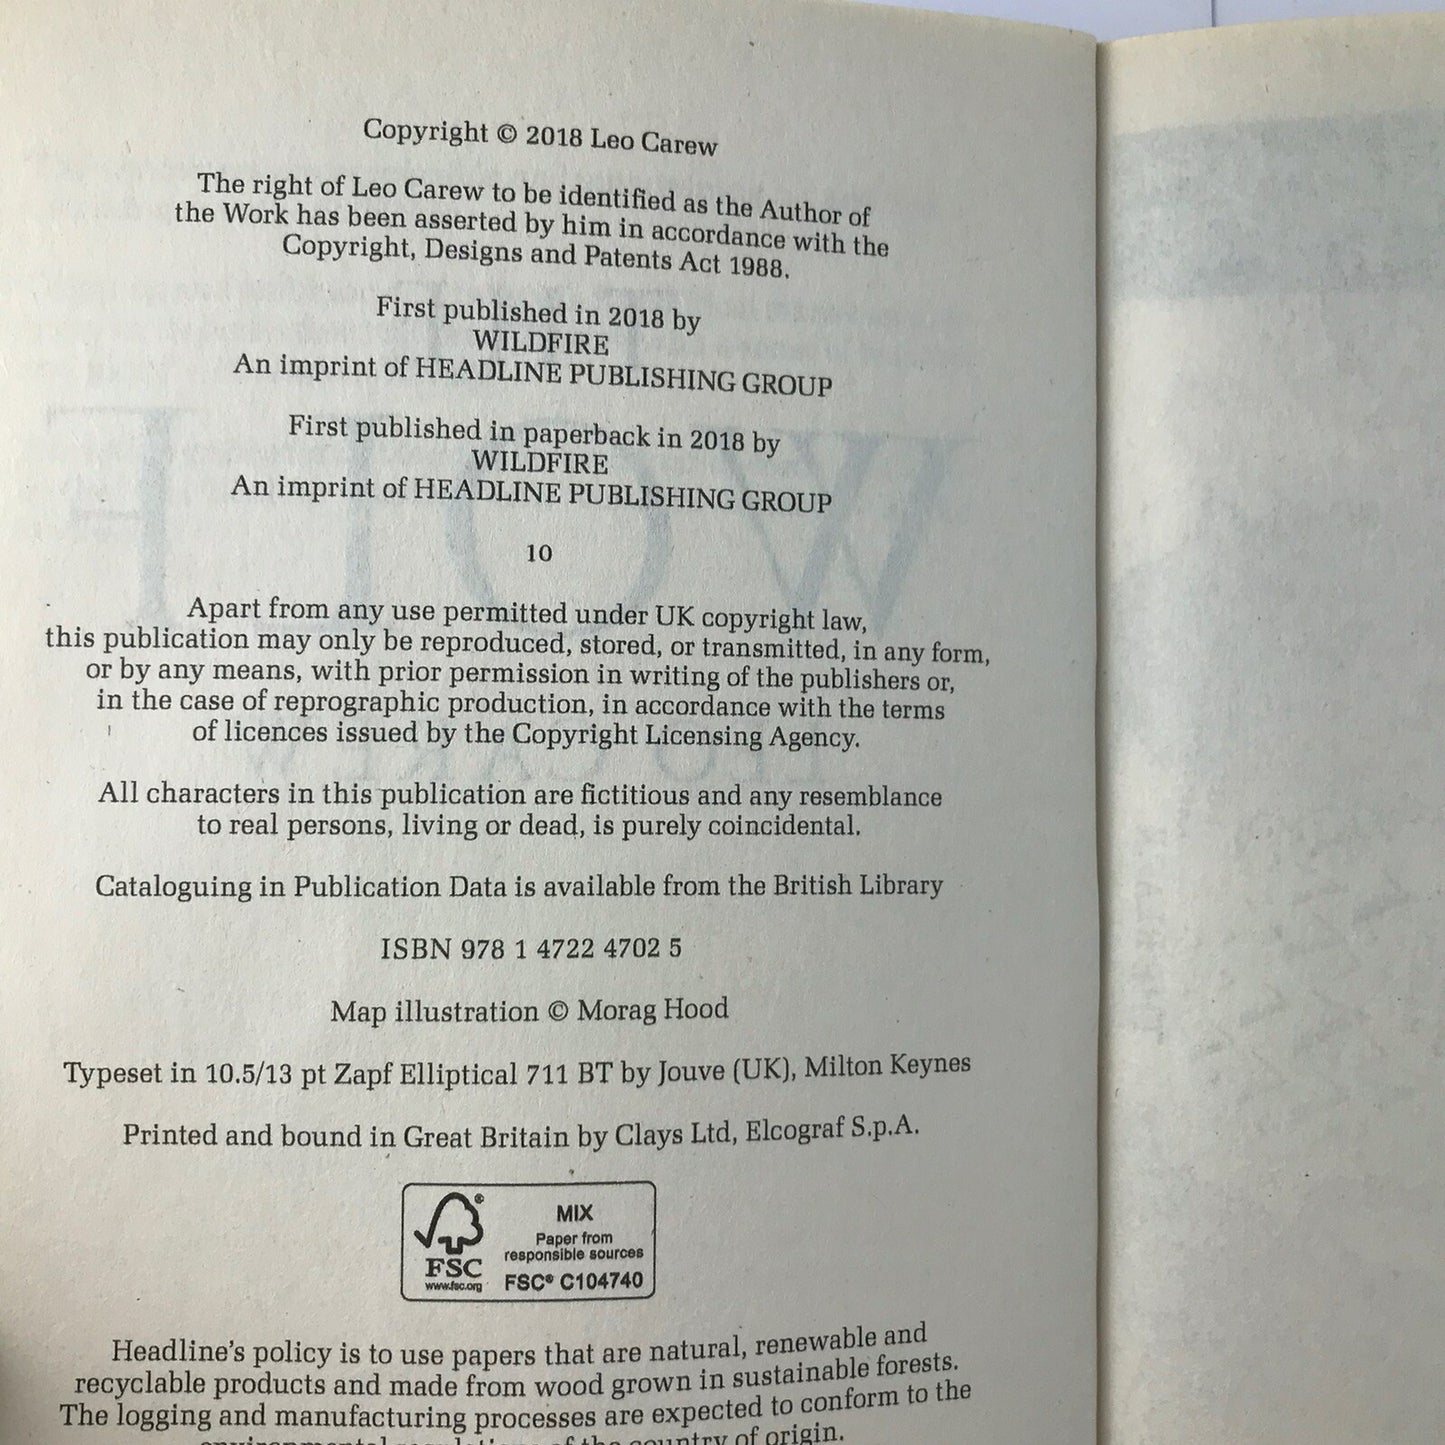 Copyright © 2018 Leo Carew
The right of Leo Carew to be identified as the Author of
the Work has been asserted by him in accordance with the
Copyright, Designs and Patents Act 1988.
First published in 2018 by
WILDFIRE
An imprint of HEADLINE PUBLISHING GROUP
First published in paperback in 2018 by
WILDFIRE
An imprint of HEADLINE PUBLISHING GROUP
10
Apart from any use permitted under UK copyright law,
this publication may only be reproduced, stored, or transmitted, in any form,
or by any means, with prior permission in writing of the publishers or,
in the case of reprographic production, in accordance with the terms
of licences issued by the Copyright Licensing Agency.
All characters in this publication are fictitious and any resemblance
to real persons, living or dead, is purely coincidental.
Cataloguing in Publication Data is available from the British Library
ISBN 978 1 4722 4702 5
Map illustration © Morag Hood
Typeset in 10.5/13 pt Zapf Elliptical 711 BT by Jouve (UK), Milton Keynes
Printed and bound in Great Britain by Clays Ltd, Elcograf S.p.A.
FSC
www.fsc.org
MIX
Paper from
responsible sources
FSC® C104740
Headline's policy is to use papers that are natural, renewable and
recyclable products and made from wood grown in sustainable forests.
The logging and manufacturing processes are expected to conform to the
of the country of origin.